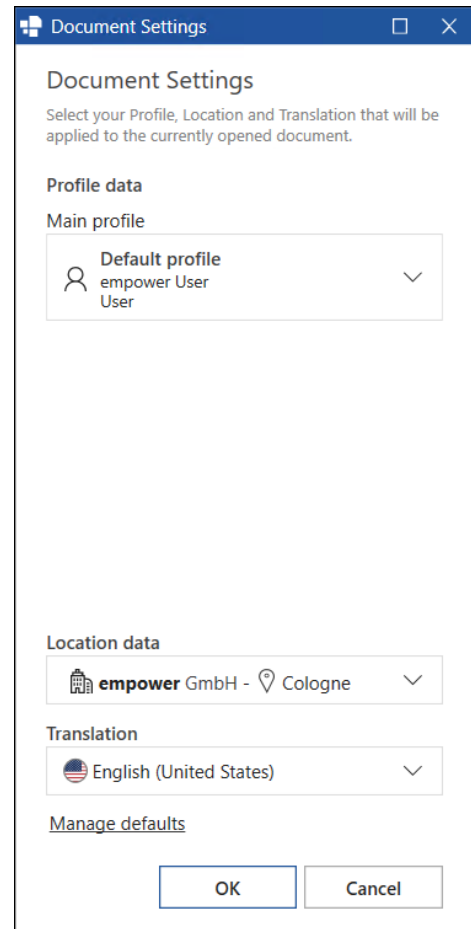 Document Settings
Document Settings
Select your Profile, Location and Translation that will be
applied to the currently opened document.
Profile data
Main profile
Default profile
empower User
User
Location data
empower GmbH - Cologne
Translation
English (United States)
Manage defaults
OK Cancel